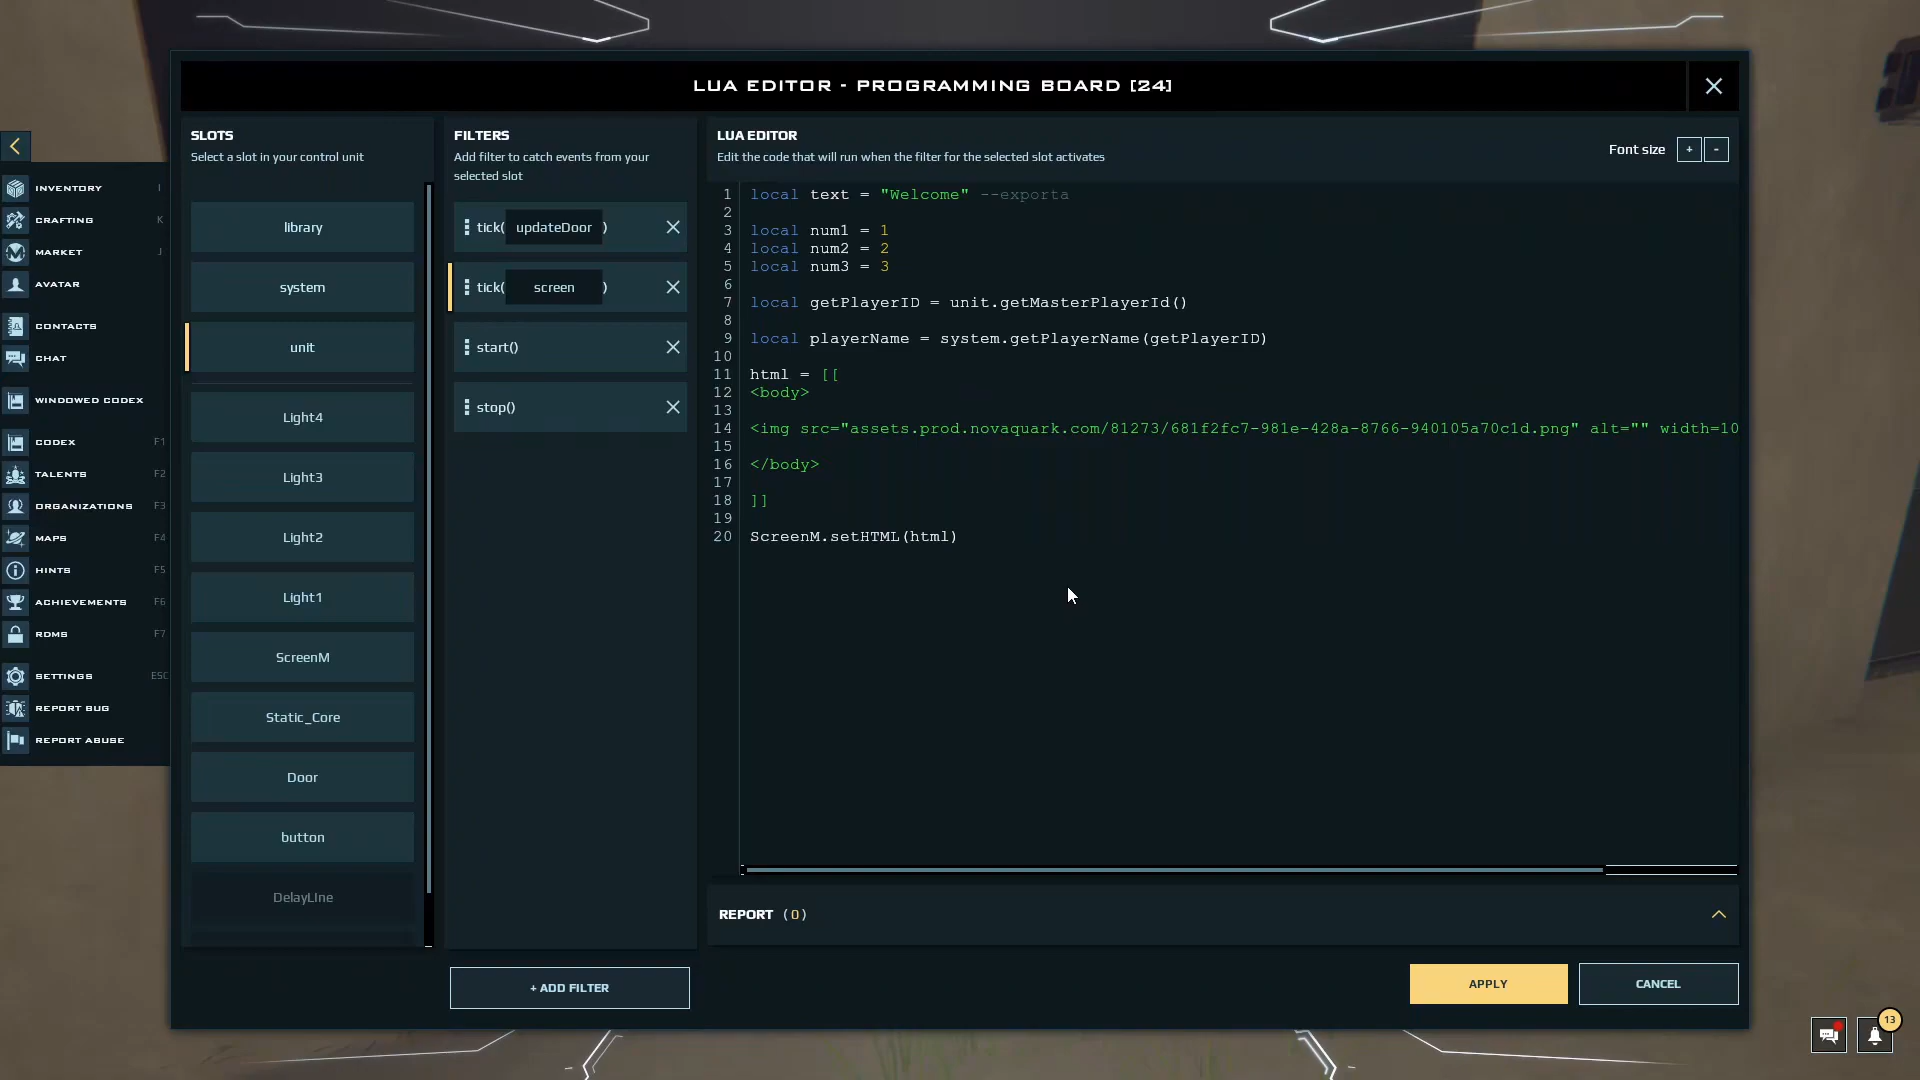 LUA EDITOR - PROGRAMMING BOARD [24]
INVENTORY I
CRAFTING K
MARKET J
AVATAR
CONTACTS
CHAT
WINDOWED CODEX
CODEX F1
TALENTS F2
ORGANIZATIONS F3
MAPS F4
HINTS F5
ACHIEVEMENTS F6
RDMS F7
SETTINGS ESC
REPORT BUG
REPORT ABUSE
SLOTS
Select a slot in your control unit
library
system
unit
Light4
Light3
Light2
Light1
ScreenM
Static_Core
Door
button
DelayLine
FILTERS
Add filter to catch events from your
selected slot
tick( updateDoor )
tick( screen )
start()
stop()
+ ADD FILTER
LUA EDITOR
Edit the code that will run when the filter for the selected slot activates
Font size + -
1 local text = "Welcome" --exporta
2
3 local num1 = 1
4 local num2 = 2
5 local num3 = 3
6
7 local getPlayerID = unit.getMasterPlayerId()
8
9 local playerName = system.getPlayerName(getPlayerID)
10
11 html = [[
12 <body>
13
14 <img src="assets.prod.novaquark.com/81273/681f2fc7-981e-428a-8766-940105a70c1d.png" alt="" width=10
15
16 </body>
17
18 ]]
19
20 ScreenM.setHTML(html)
REPORT (0)
APPLY
CANCEL
13